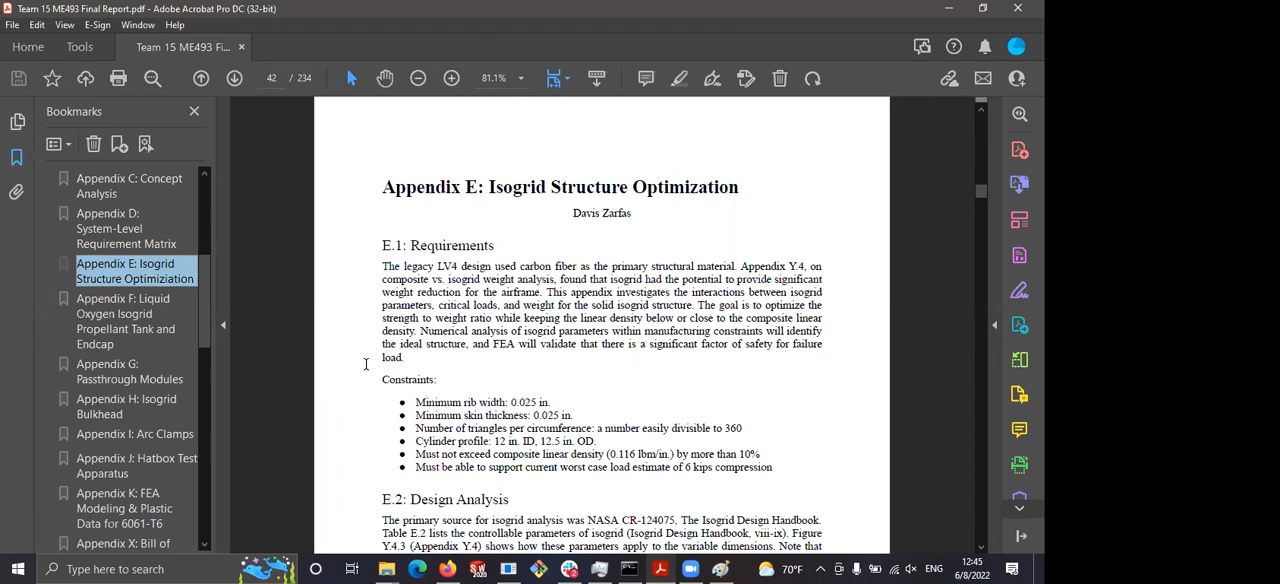 Team 15 ME493 Final Report.pdf - Adobe Acrobat Pro DC (32-bit)
File Edit View E-Sign Window Help
Home Tools Team 15 ME493 Fi... ×
42 / 234 81.1%
Bookmarks
Appendix C: Concept
Analysis
Appendix D:
System-Level
Requirement Matrix
Appendix E: Isogrid
Structure Optimiziation
Appendix F: Liquid
Oxygen Isogrid
Propellant Tank and
Endcap
Appendix G:
Passthrough Modules
Appendix H: Isogrid
Bulkhead
Appendix I: Arc Clamps
Appendix J: Hatbox Test
Apparatus
Appendix K: FEA
Modeling & Plastic
Data for 6061-T6
Appendix X: Bill of
Appendix E: Isogrid Structure Optimization
Davis Zarfas
E.1: Requirements
The legacy LV4 design used carbon fiber as the primary structural material. Appendix Y.4, on
composite vs. isogrid weight analysis, found that isogrid had the potential to provide significant
weight reduction for the airframe. This appendix investigates the interactions between isogrid
parameters, critical loads, and weight for the solid isogrid structure. The goal is to optimize the
strength to weight ratio while keeping the linear density below or close to the composite linear
density. Numerical analysis of isogrid parameters within manufacturing constraints will identify
the ideal structure, and FEA will validate that there is a significant factor of safety for failure
load.
Constraints:
● Minimum rib width: 0.025 in.
● Minimum skin thickness: 0.025 in.
● Number of triangles per circumference: a number easily divisible to 360
● Cylinder profile: 12 in. ID, 12.5 in. OD.
● Must not exceed composite linear density (0.116 lbm/in.) by more than 10%
● Must be able to support current worst case load estimate of 6 kips compression
E.2: Design Analysis
The primary source for isogrid analysis was NASA CR-124075, The Isogrid Design Handbook.
Table E.2 lists the controllable parameters of isogrid (Isogrid Design Handbook, viii-ix). Figure
Y.4.3 (Appendix Y.4) shows how these parameters apply to the variable dimensions. Note that
Type here to search
SW
2020
70°F
ENG
12:45
6/8/2022